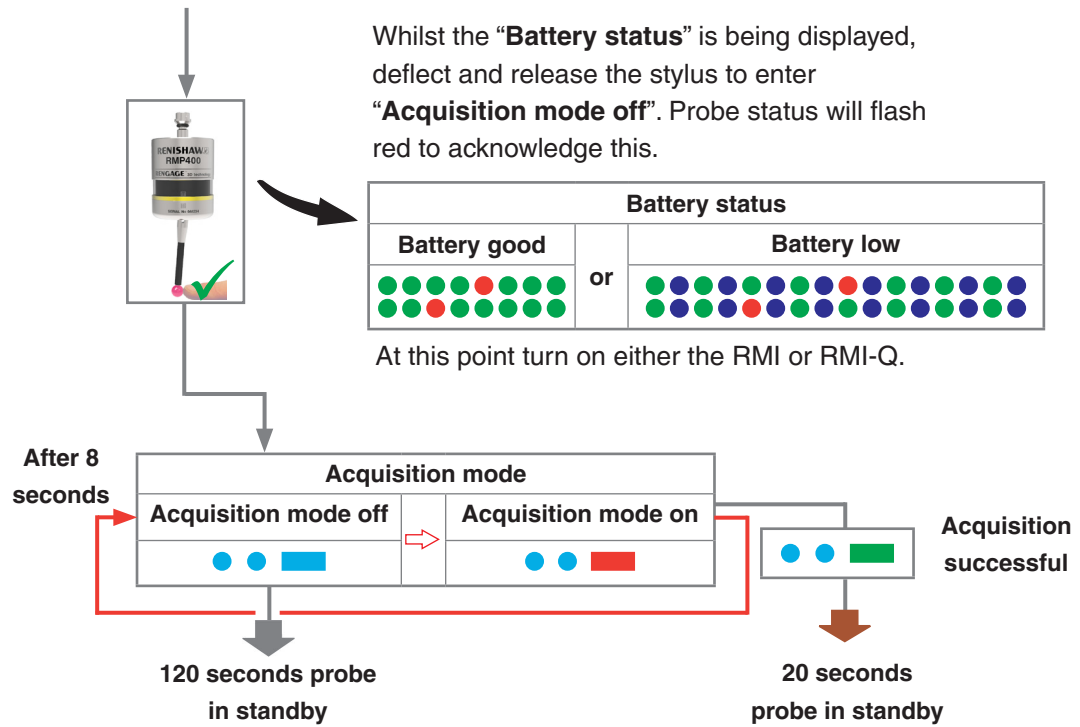 Whilst the “Battery status” is being displayed,
deflect and release the stylus to enter
“Acquisition mode off”. Probe status will flash
red to acknowledge this.
RENISHAW
RMP400
RENGAGE
Battery status
Battery good
or
Battery low
At this point turn on either the RMI or RMI-Q.
After 8
seconds
Acquisition mode
Acquisition mode off
Acquisition mode on
Acquisition
successful
120 seconds probe
in standby
20 seconds
probe in standby